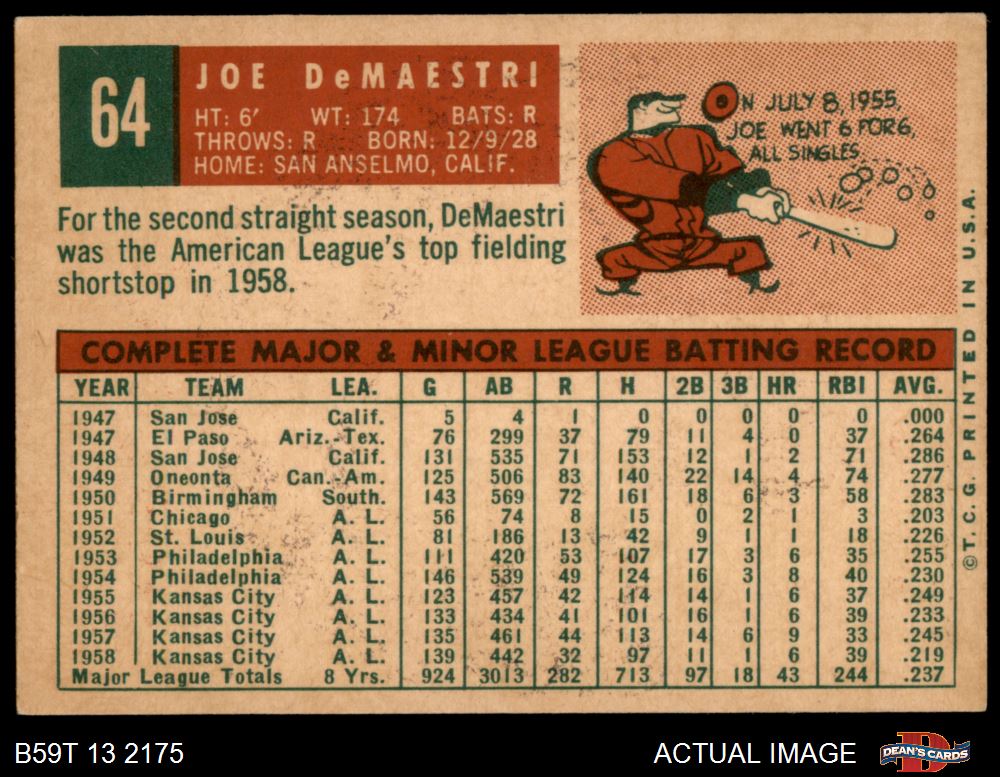 64
JOE DeMAESTRI
HT: 6' WT: 174 BATS: R
THROWS: R BORN: 12/9/28
HOME: SAN ANSELMO, CALIF.
ON JULY 8, 1955,
JOE WENT 6 FOR 6,
ALL SINGLES
For the second straight season, DeMaestri
was the American League's top fielding
shortstop in 1958.
COMPLETE MAJOR & MINOR LEAGUE BATTING RECORD
YEAR TEAM LEA. G AB R H 2B 3B HR RBI AVG.
1947 San Jose Calif. 5 4 1 0 0 0 0 0 .000
1947 El Paso Ariz.-Tex. 76 299 37 79 11 4 0 37 .264
1948 San Jose Calif. 131 535 71 153 12 1 2 71 .286
1949 Oneonta Can.-Am. 125 506 83 140 22 14 4 74 .277
1950 Birmingham South. 143 569 72 161 18 6 3 58 .283
1951 Chicago A. L. 56 74 8 15 0 2 1 3 .203
1952 St. Louis A. L. 81 186 13 42 9 1 1 18 .226
1953 Philadelphia A. L. 111 420 53 107 17 3 6 35 .255
1954 Philadelphia A. L. 146 539 49 124 16 3 8 40 .230
1955 Kansas City A. L. 123 457 42 114 14 1 6 37 .249
1956 Kansas City A. L. 133 434 41 101 16 1 6 39 .233
1957 Kansas City A. L. 135 461 44 113 14 6 9 33 .245
1958 Kansas City A. L. 139 442 32 97 11 1 6 39 .219
Major League Totals 8 Yrs. 924 3013 282 713 97 18 43 244 .237
© T. C. G. PRINTED IN U.S.A.
B59T 13 2175
ACTUAL IMAGE
DEAN'S CARDS